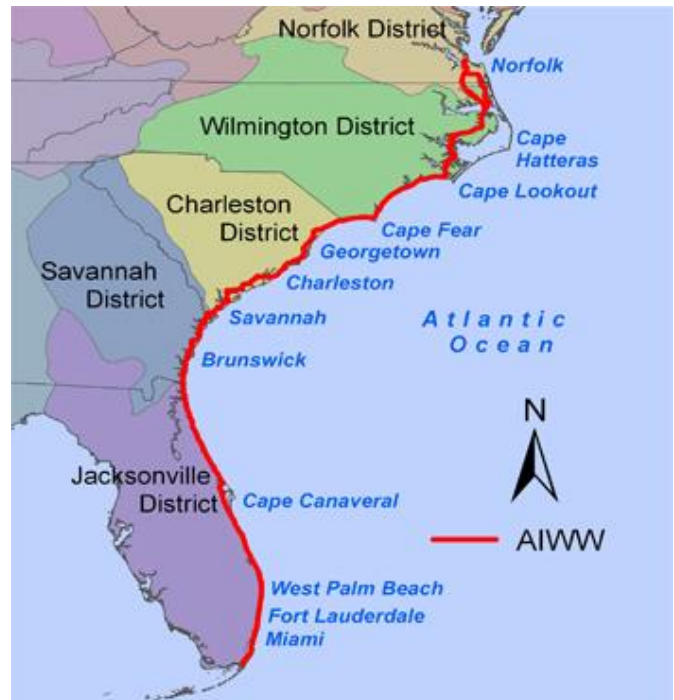 Norfolk District
Norfolk
Wilmington District
Cape
Hatteras
Cape Lookout
Charleston
District
Cape Fear
Georgetown
Charleston
Savannah
District
Savannah
Atlantic
Ocean
Brunswick
N
Jacksonville
District
Cape Canaveral
AIWW
West Palm Beach
Fort Lauderdale
Miami